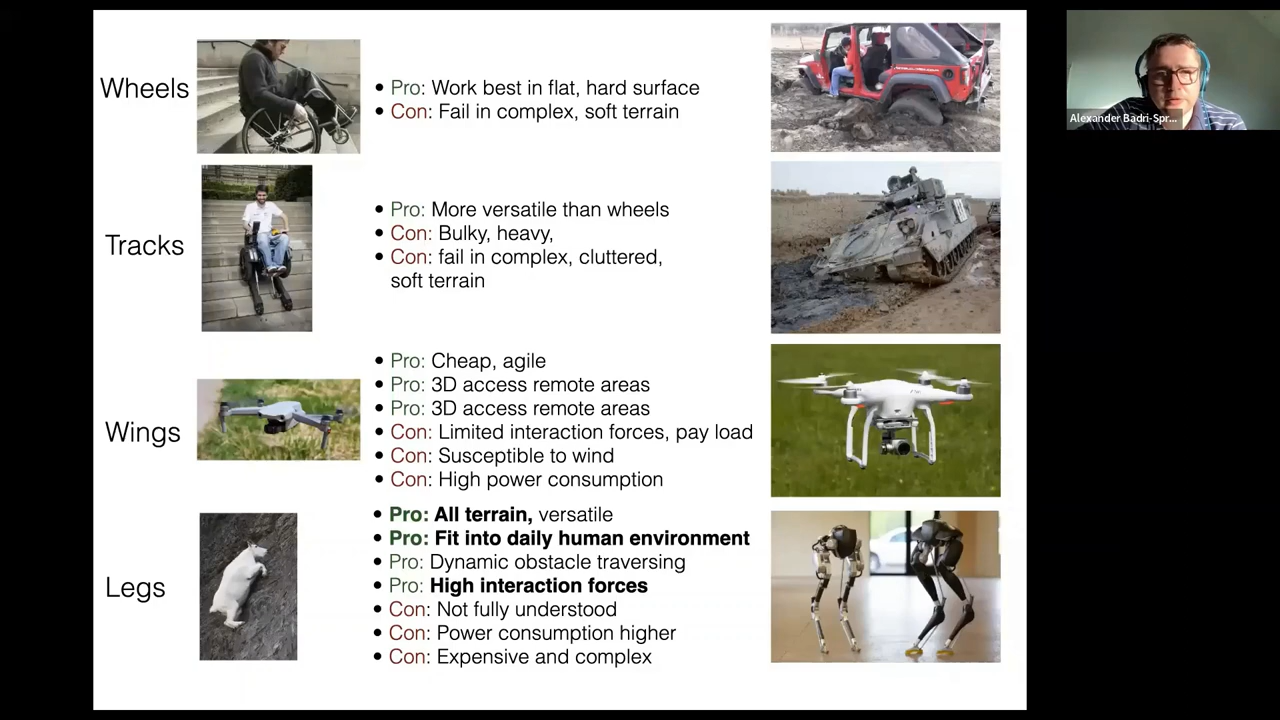 Wheels
• Pro: Work best in flat, hard surface
• Con: Fail in complex, soft terrain
Tracks
• Pro: More versatile than wheels
• Con: Bulky, heavy,
• Con: fail in complex, cluttered,
soft terrain
Wings
• Pro: Cheap, agile
• Pro: 3D access remote areas
• Pro: 3D access remote areas
• Con: Limited interaction forces, pay load
• Con: Susceptible to wind
• Con: High power consumption
Legs
• Pro: All terrain, versatile
• Pro: Fit into daily human environment
• Pro: Dynamic obstacle traversing
• Pro: High interaction forces
• Con: Not fully understood
• Con: Power consumption higher
• Con: Expensive and complex
Alexander Badri-Spr...